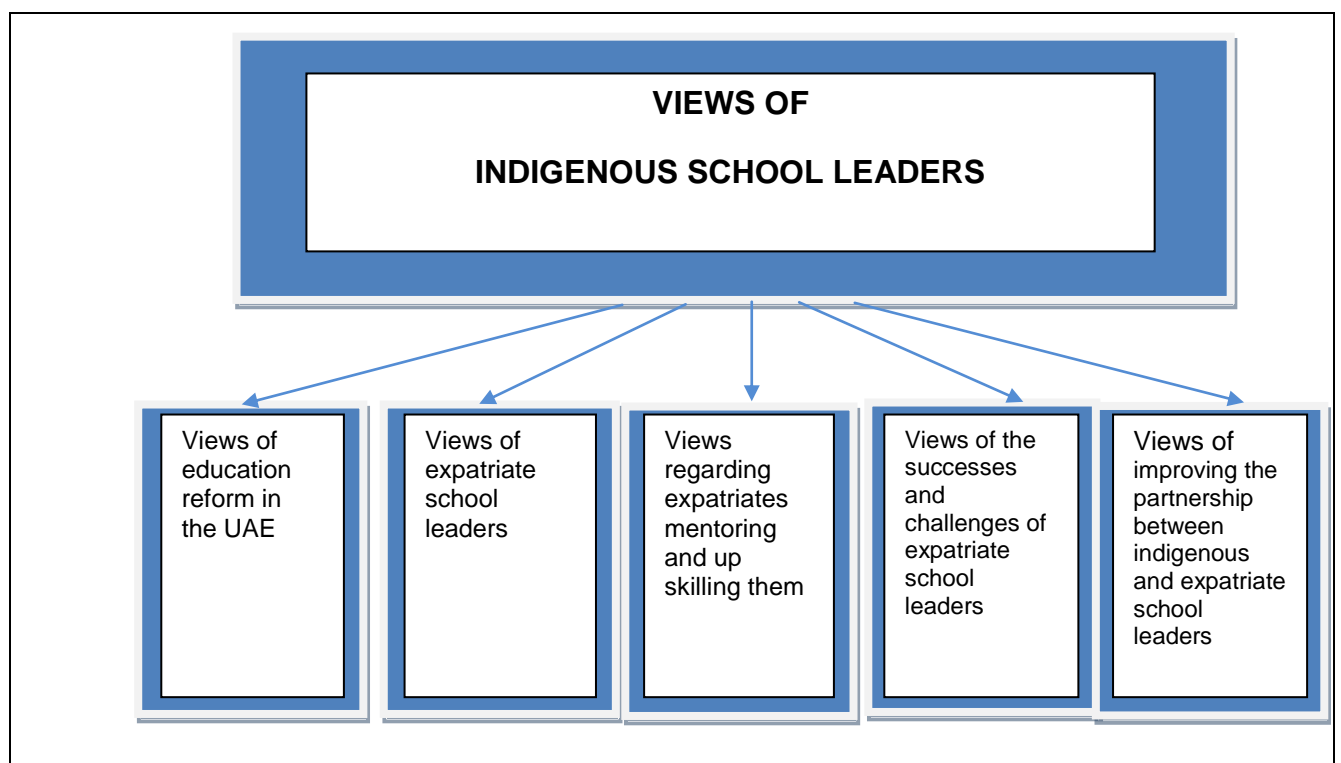 VIEWS OF
INDIGENOUS SCHOOL LEADERS
Views of
education
reform in
the UAE
Views of
expatriate
school
leaders
Views
regarding
expatriates
mentoring
and up
skilling them
Views of the
successes
and
challenges of
expatriate
school
leaders
Views of
improving the
partnership
between
indigenous
and expatriate
school
leaders